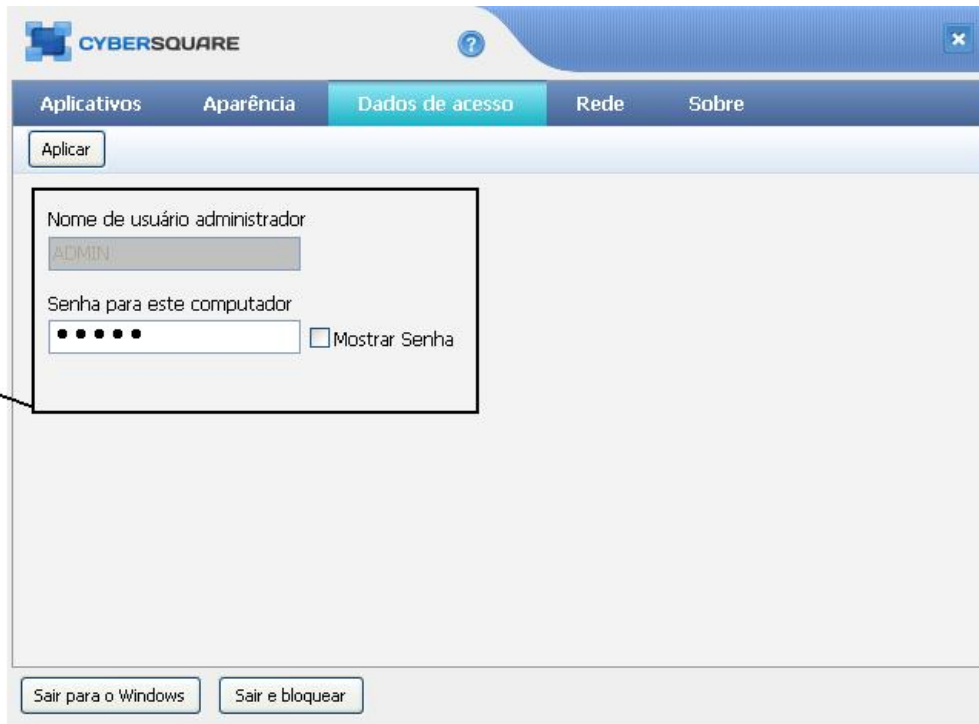 CYBERSQUARE
Aplicativos Aparência Dados de acesso Rede Sobre
Aplicar
Nome de usuário administrador
ADMIN
Senha para este computador
●●●●● Mostrar Senha
Sair para o Windows Sair e bloquear